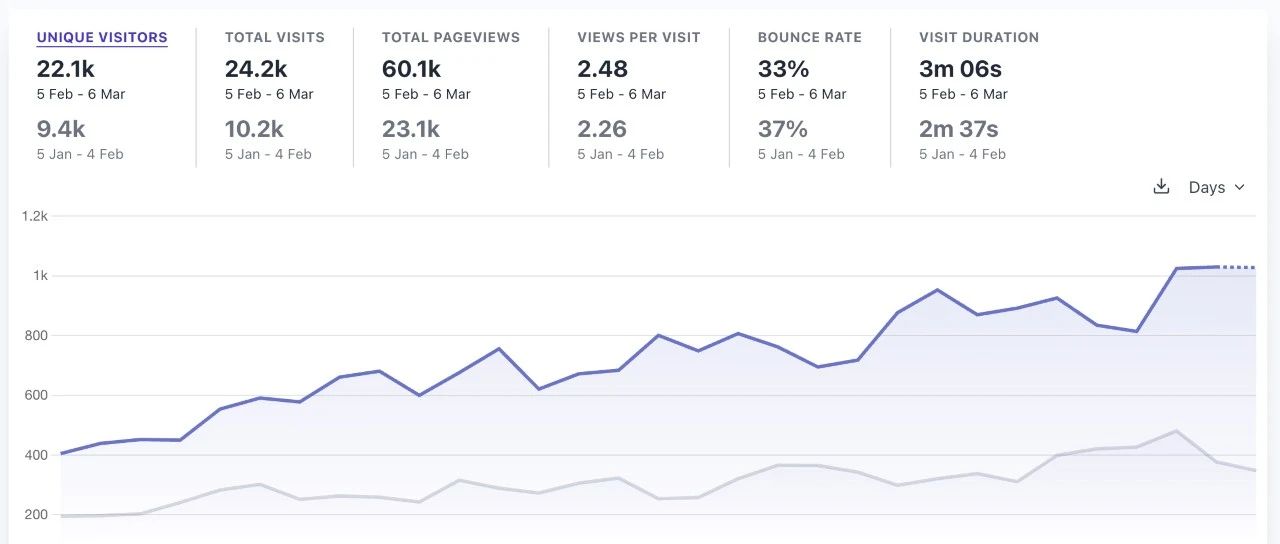 UNIQUE VISITORS
22.1k
5 Feb - 6 Mar
9.4k
5 Jan - 4 Feb
TOTAL VISITS
24.2k
5 Feb - 6 Mar
10.2k
5 Jan - 4 Feb
TOTAL PAGEVIEWS
60.1k
5 Feb - 6 Mar
23.1k
5 Jan - 4 Feb
VIEWS PER VISIT
2.48
5 Feb - 6 Mar
2.26
5 Jan - 4 Feb
BOUNCE RATE
33%
5 Feb - 6 Mar
37%
5 Jan - 4 Feb
VISIT DURATION
3m 06s
5 Feb - 6 Mar
2m 37s
5 Jan - 4 Feb
Days
1.2k
1k
800
600
400
200